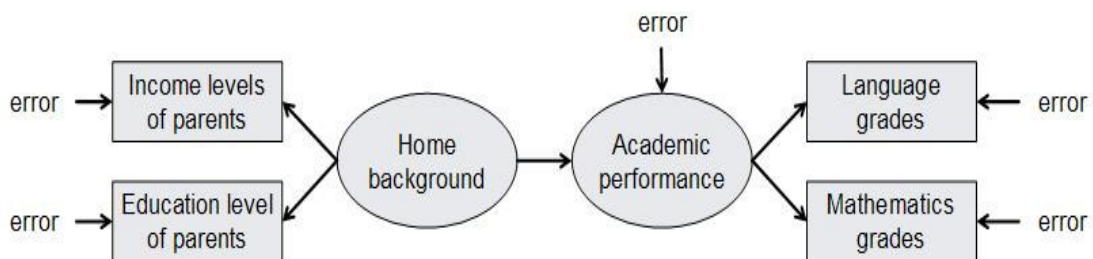 error
error
Income levels
of parents
Home
background
Academic
performance
Language
grades
error
error
Education level
of parents
Mathematics
grades
error